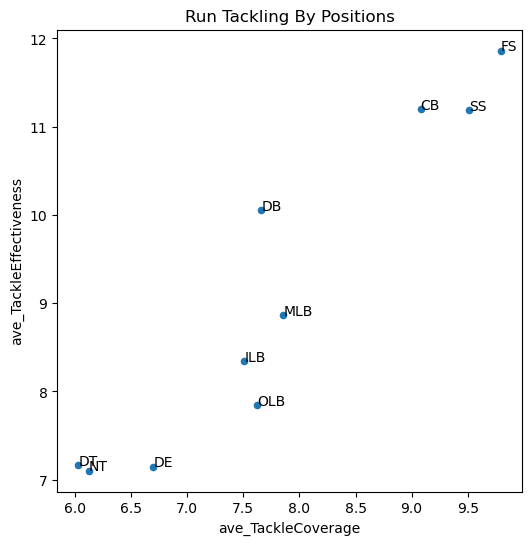 Run Tackling By Positions
12
11
10
9
8
7
ave_TackleEffectiveness
FS
CB
SS
DB
MLB
ILB
OLB
DT
NT
DE
6.0
6.5
7.0
7.5
8.0
8.5
9.0
9.5
ave_TackleCoverage